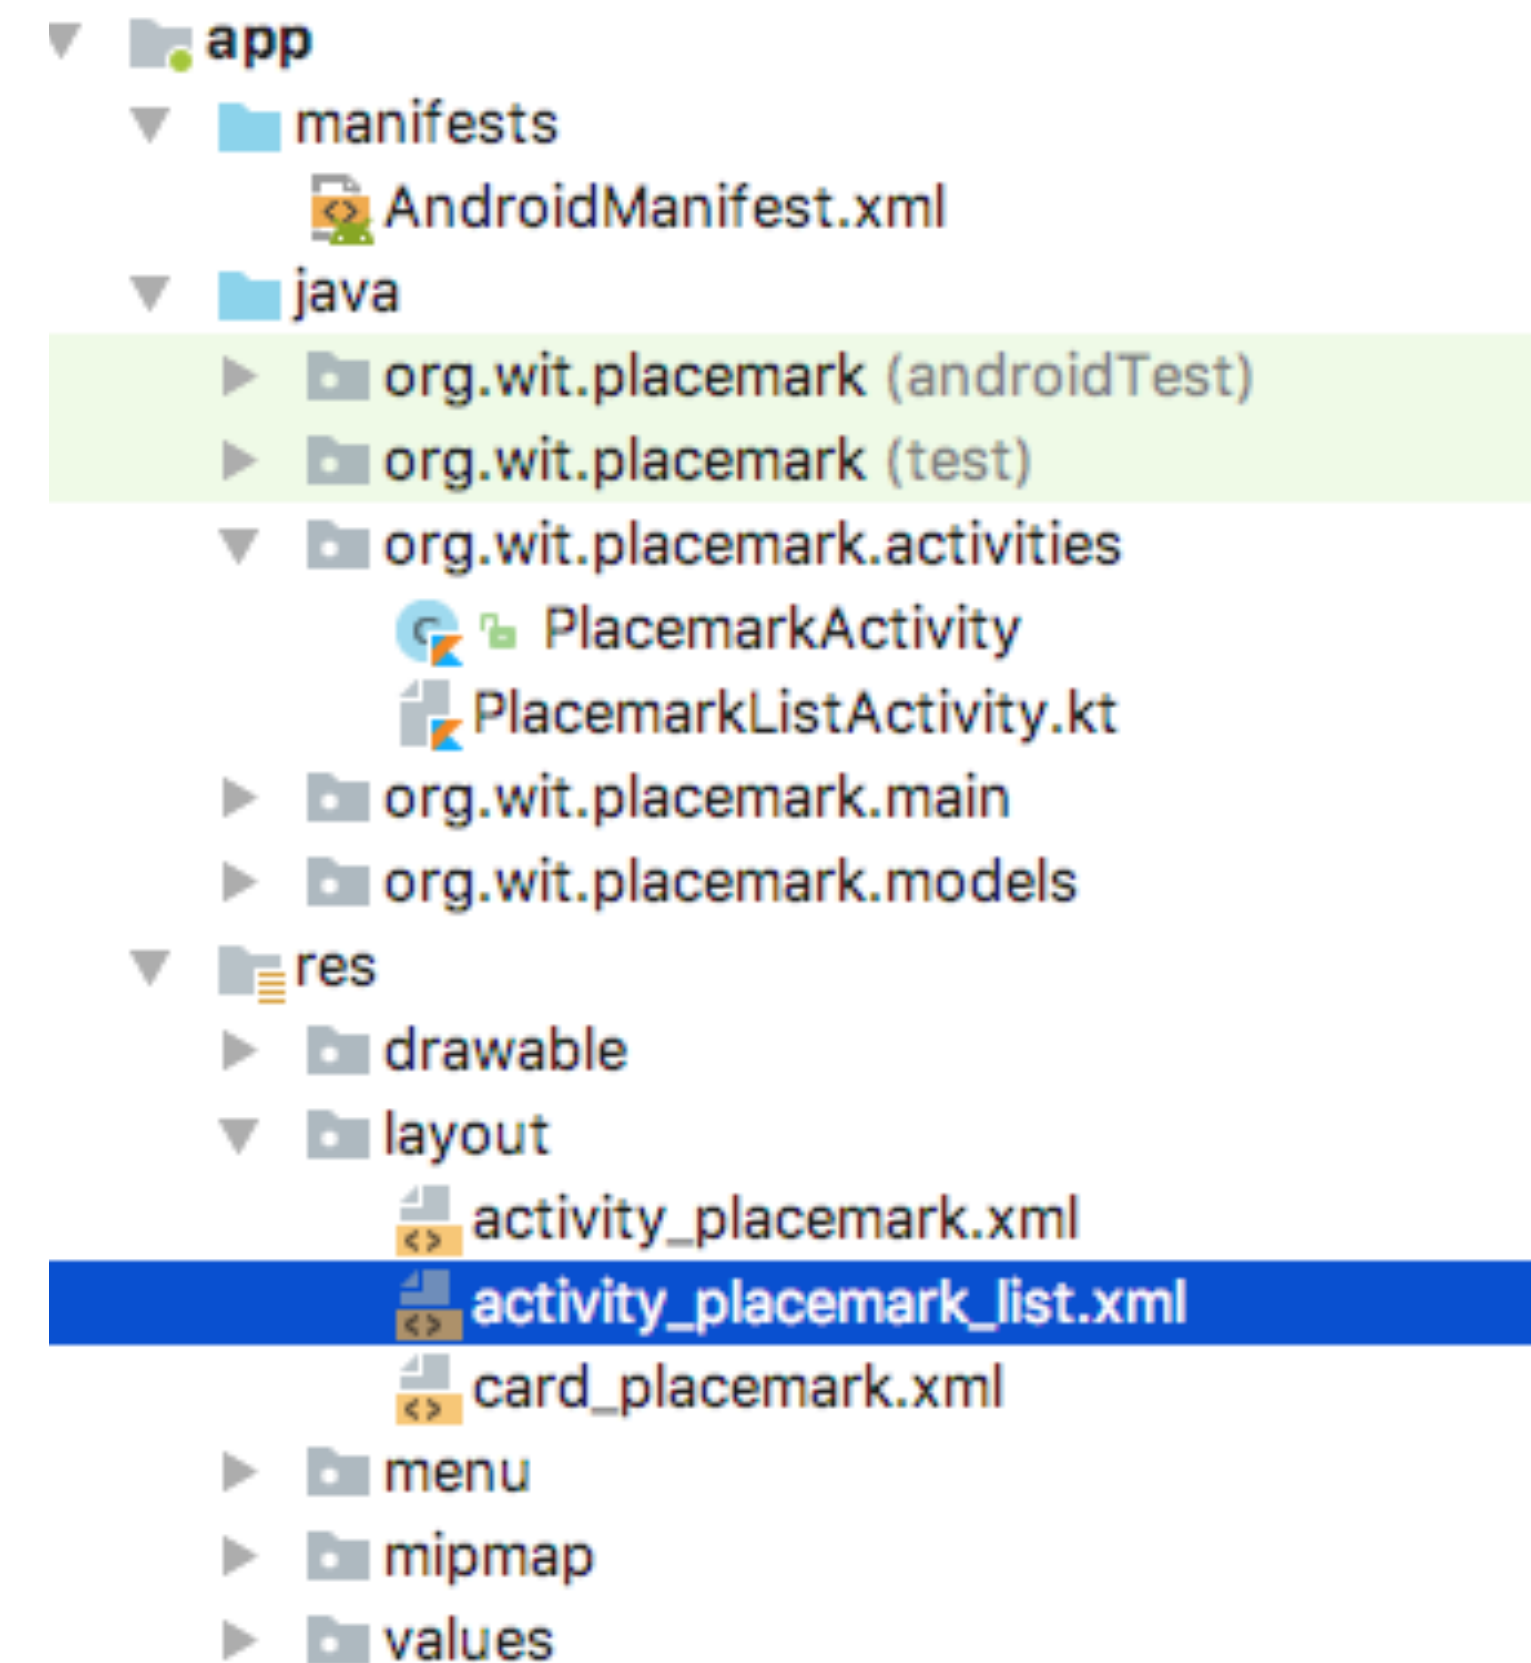 app
manifests
AndroidManifest.xml
java
org.wit.placemark (androidTest)
org.wit.placemark (test)
org.wit.placemark.activities
PlacemarkActivity
PlacemarkListActivity.kt
org.wit.placemark.main
org.wit.placemark.models
res
drawable
layout
activity_placemark.xml
activity_placemark_list.xml
card_placemark.xml
menu
mipmap
values